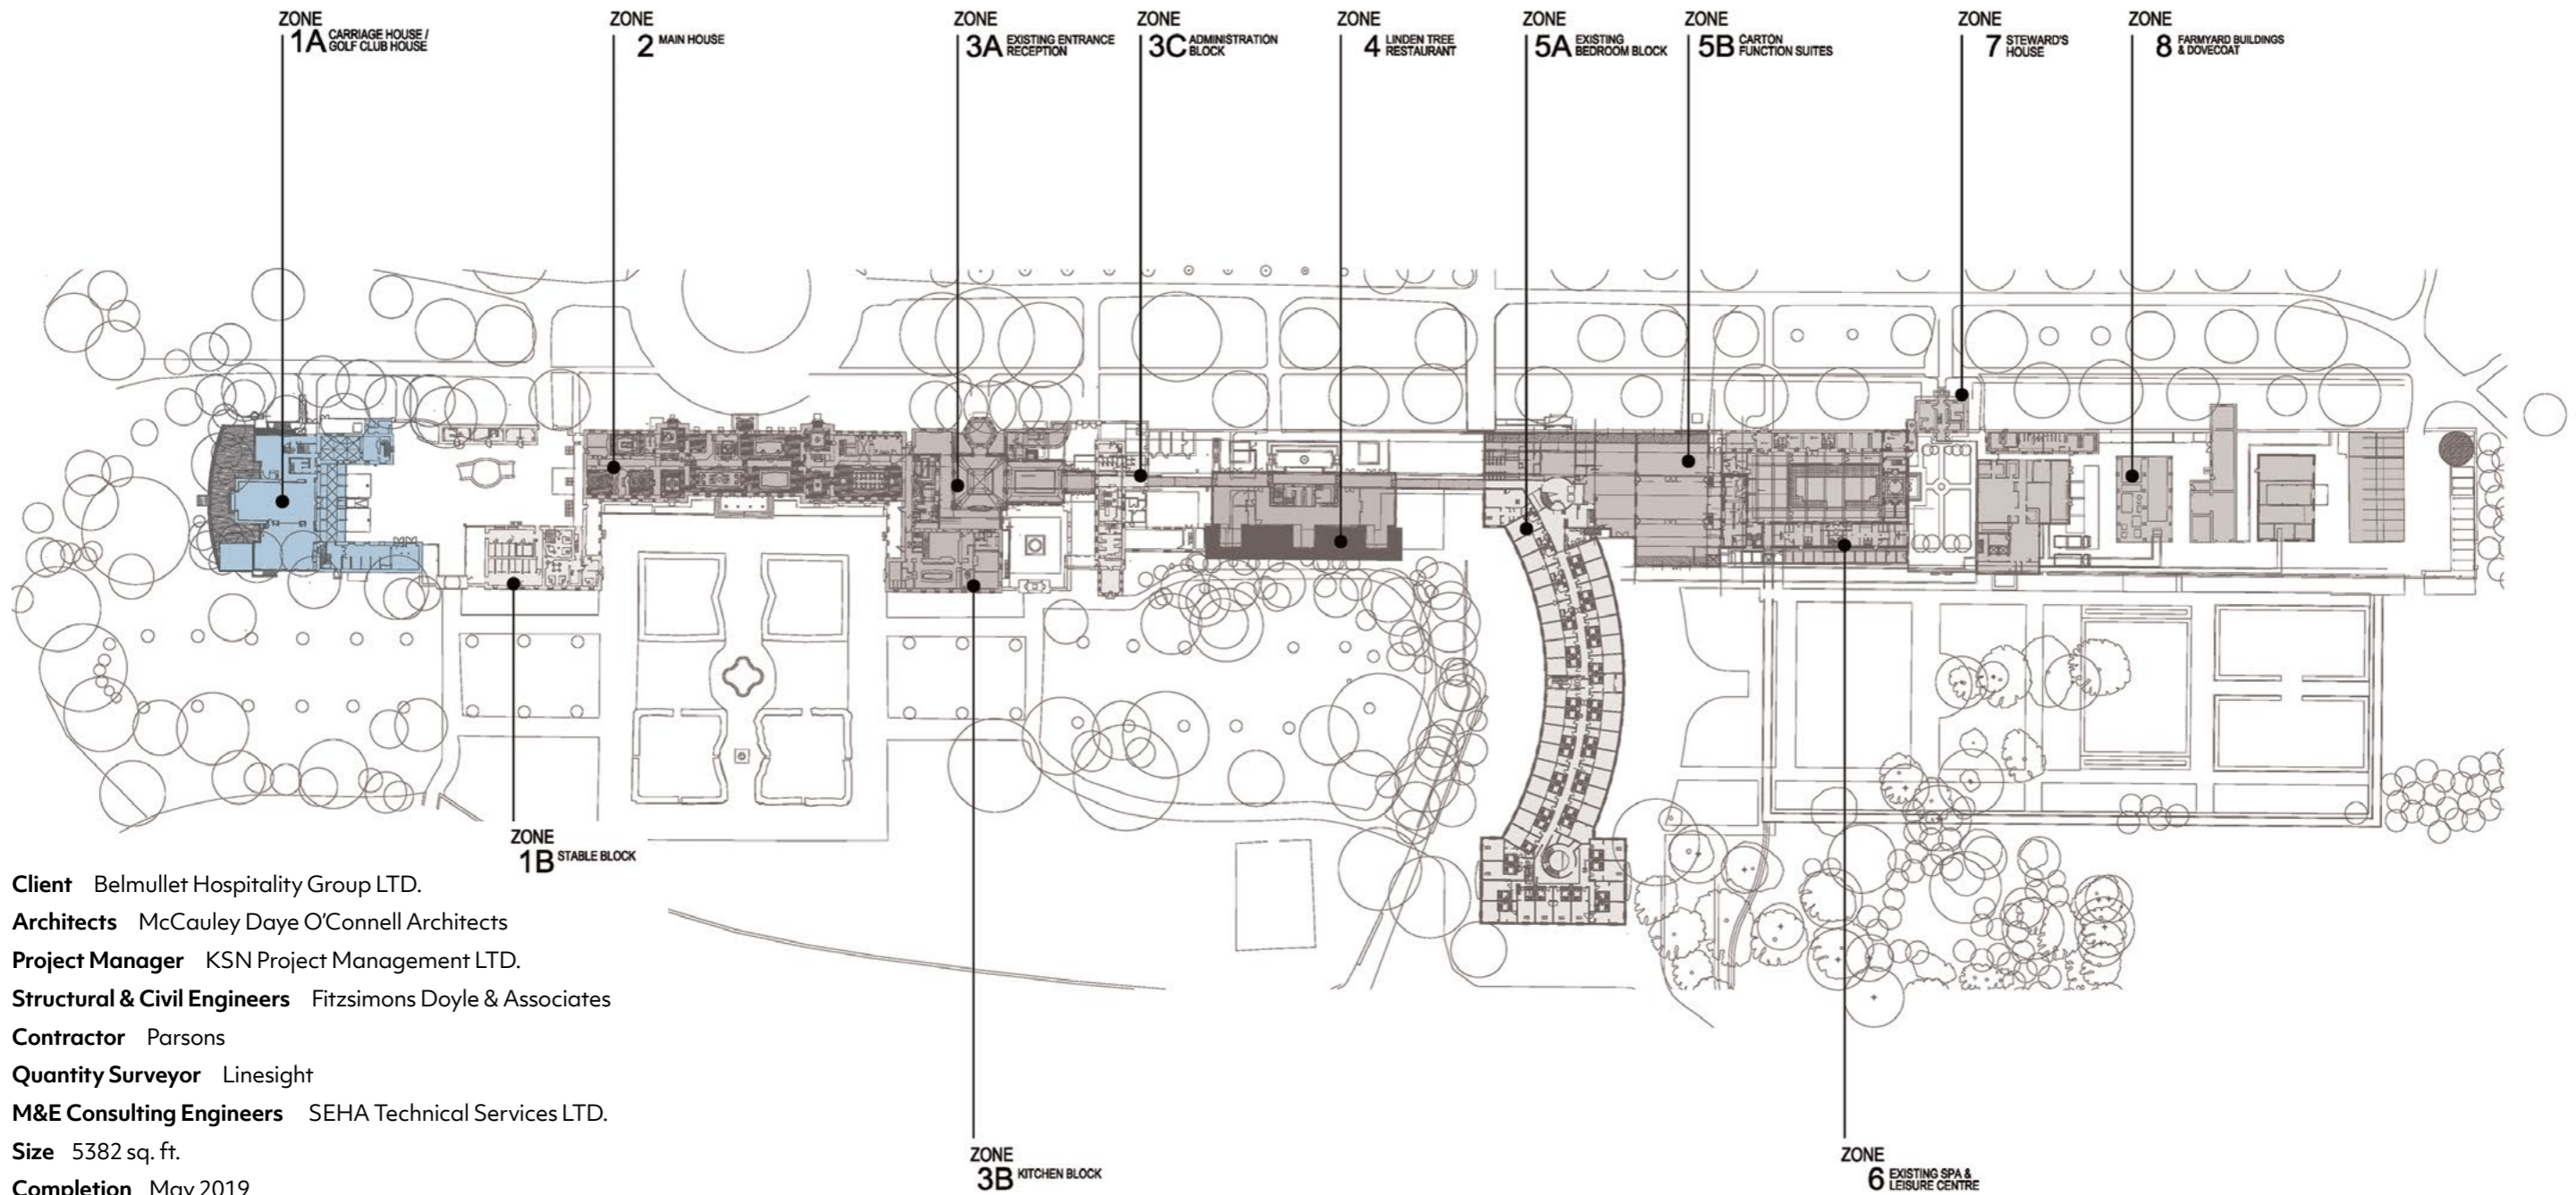 ZONE
1A CARRIAGE HOUSE /
GOLF CLUB HOUSE
ZONE
2 MAIN HOUSE
ZONE
3A EXISTING ENTRANCE
RECEPTION
ZONE
3C ADMINISTRATION
BLOCK
ZONE
4 LINDEN TREE
RESTAURANT
ZONE
5A EXISTING
BEDROOM BLOCK
ZONE
5B CARTON
FUNCTION SUITES
ZONE
7 STEWARD'S
HOUSE
ZONE
8 FARMYARD BUILDINGS
& DOVECOAT
ZONE
1B STABLE BLOCK
Client Belmullet Hospitality Group LTD.
Architects McCauley Daye O'Connell Architects
Project Manager KSN Project Management LTD.
Structural & Civil Engineers Fitzsimons Doyle & Associates
Contractor Parsons
Quantity Surveyor Linesight
M&E Consulting Engineers SEHA Technical Services LTD.
Size 5382 sq. ft.
Completion May 2019
ZONE
3B KITCHEN BLOCK
ZONE
6 EXISTING SPA &
LEISURE CENTRE